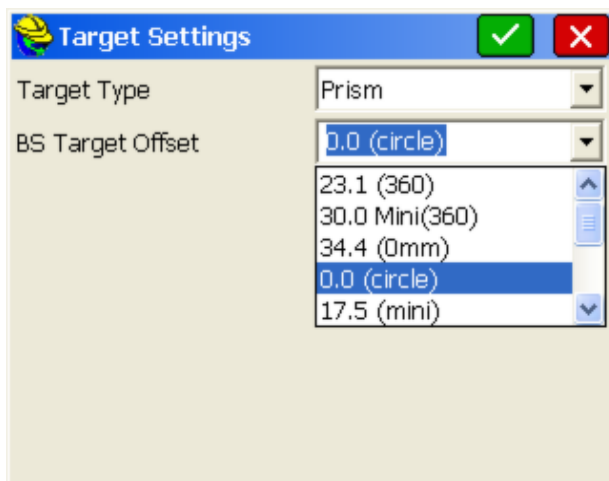 Target Settings
Target Type
Prism
BS Target Offset
0.0 (circle)
23.1 (360)
30.0 Mini(360)
34.4 (0mm)
0.0 (circle)
17.5 (mini)